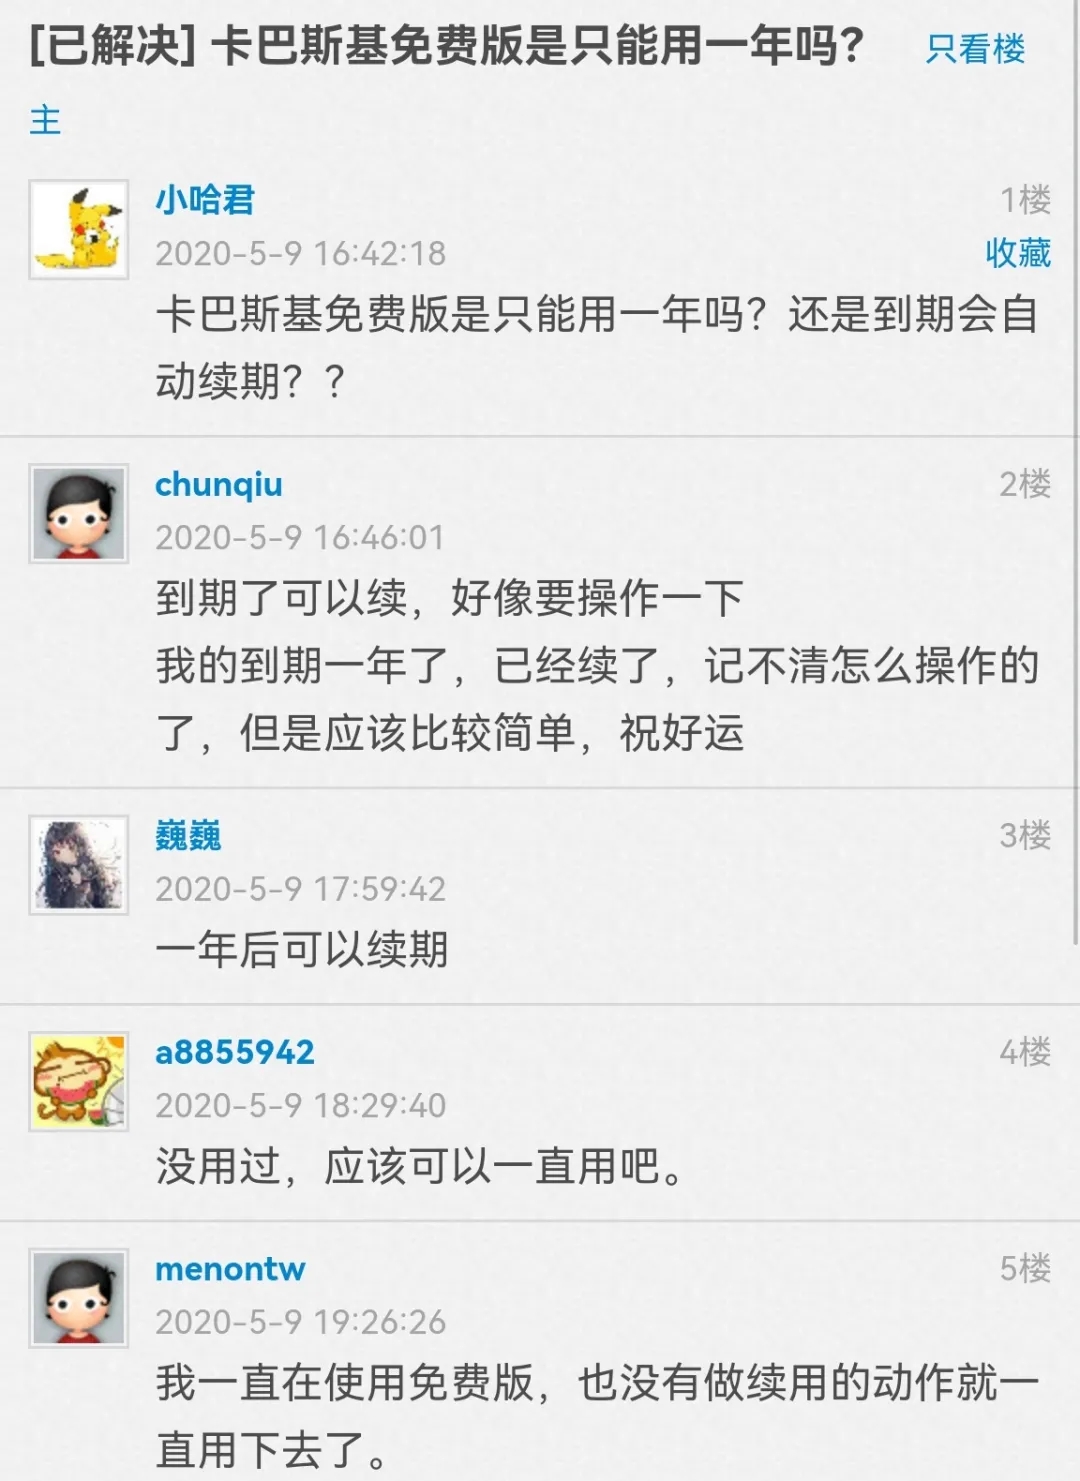 [已解决] 卡巴斯基免费版是只能用一年吗？ 只看楼
主
小哈君 1楼
2020-5-9 16:42:18 收藏
卡巴斯基免费版是只能用一年吗？还是到期会自
动续期？？
chunqiu 2楼
2020-5-9 16:46:01
到期了可以续，好像要操作一下
我的到期一年了，已经续了，记不清怎么操作的
了，但是应该比较简单，祝好运
巍巍 3楼
2020-5-9 17:59:42
一年后可以续期
a8855942 4楼
2020-5-9 18:29:40
没用过，应该可以一直用吧。
menontw 5楼
2020-5-9 19:26:26
我一直在使用免费版，也没有做续用的动作就一
直用下去了。